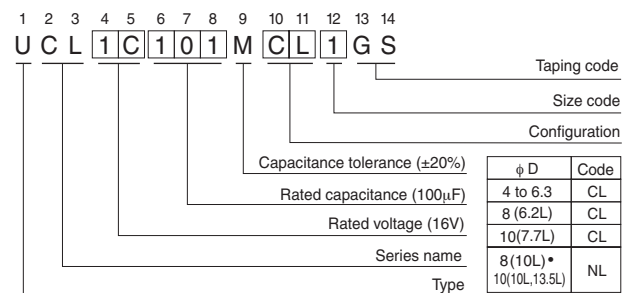 1 2 3 4 5 6 7 8 9 10 11 12 13 14
U C L 1 C 1 0 1 M C L 1 G S
Taping code
Size code
Configuration
Capacitance tolerance (±20%)
Rated capacitance (100µF)
Rated voltage (16V)
Series name
Type
φ D Code
4 to 6.3 CL
8 (6.2L) CL
10(7.7L) CL
8(10L)•
10(10L,13.5L) NL